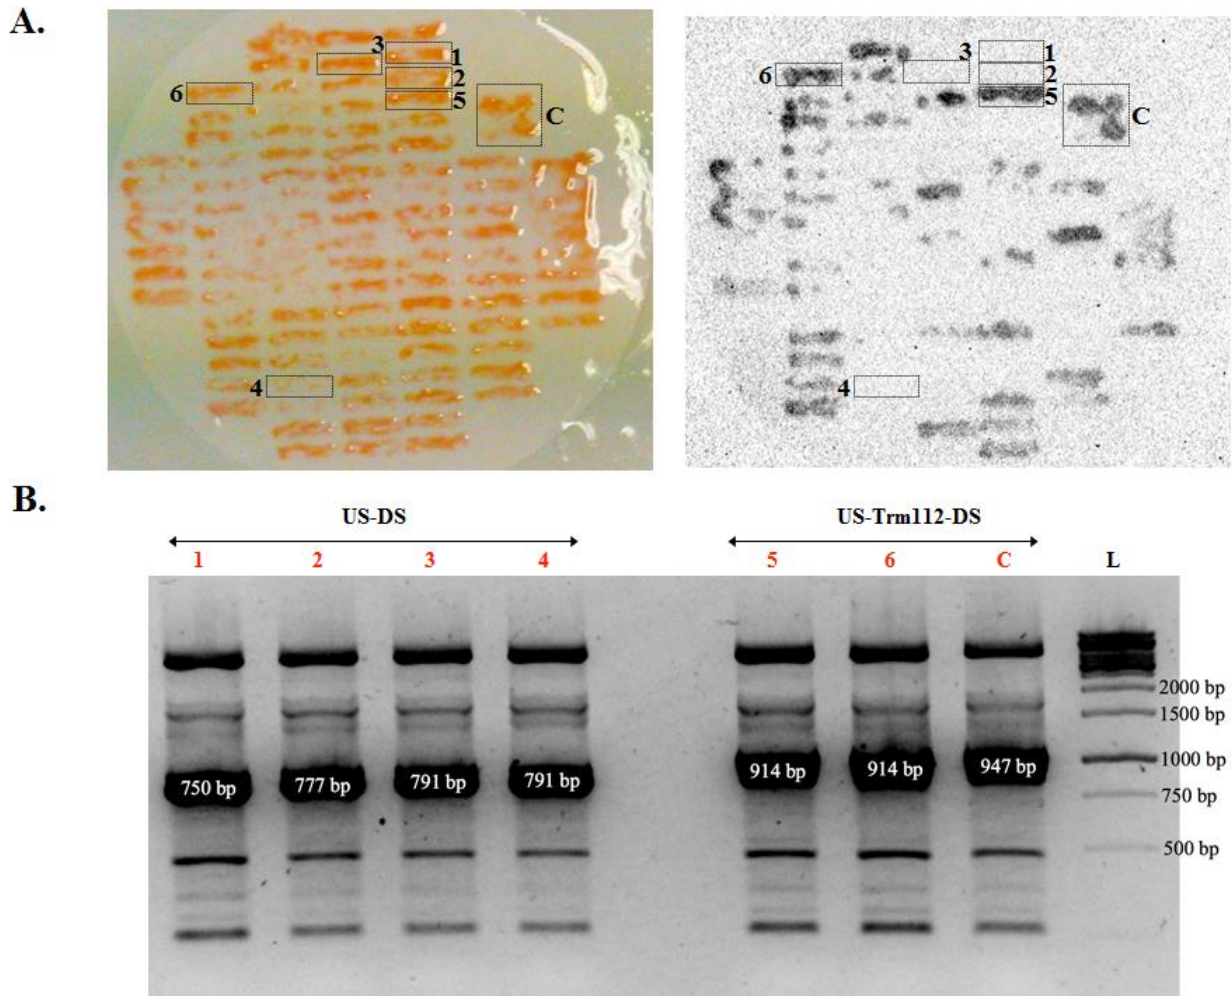 A.
3
1
2
5
6
C
4
3
1
2
5
6
C
4
B.
US-DS
US-Trm112-DS
1 2 3 4 5 6 C L
750 bp 777 bp 791 bp 791 bp 914 bp 914 bp 947 bp
2000 bp
1500 bp
1000 bp
750 bp
500 bp